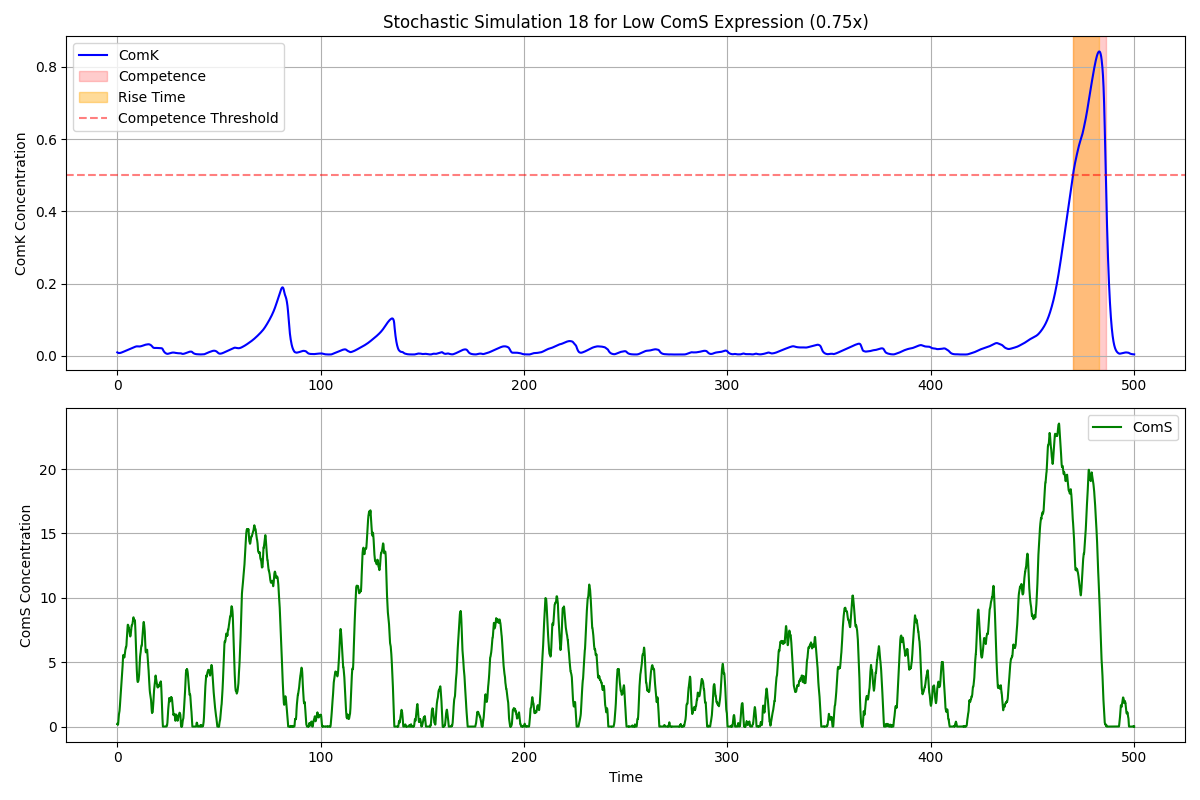 Stochastic Simulation 18 for Low ComS Expression (0.75x)
ComK
Competence
Rise Time
Competence Threshold
ComK Concentration
0.8
0.6
0.4
0.2
0.0
0 100 200 300 400 500
ComS
ComS Concentration
20
15
10
5
0
0 100 200 300 400 500
Time